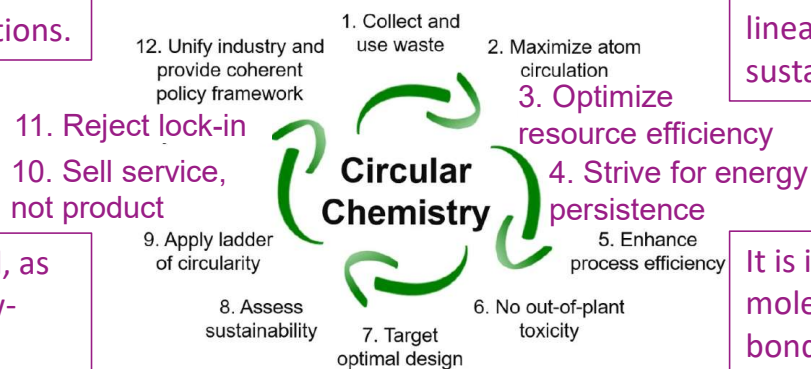 tions.
linea
susta
1. Collect and
use waste
2. Maximize atom
circulation
3. Optimize
resource efficiency
4. Strive for energy
persistence
5. Enhance
process efficiency
6. No out-of-plant
toxicity
7. Target
optimal design
8. Assess
sustainability
9. Apply ladder
of circularity
10. Sell service,
not product
11. Reject lock-in
12. Unify industry and
provide coherent
policy framework
Circular
Chemistry
, as
y-
It is i
mole
bond